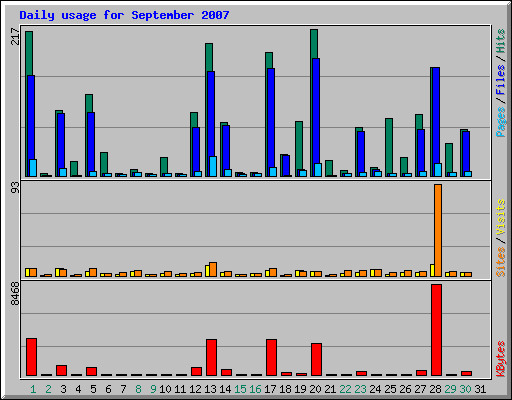 Daily usage for September 2007
217
Pages / Files / Hits
93
Sites / Visits
8468
KBytes
1 2 3 4 5 6 7 8 9 10 11 12 13 14 15 16 17 18 19 20 21 22 23 24 25 26 27 28 29 30 31